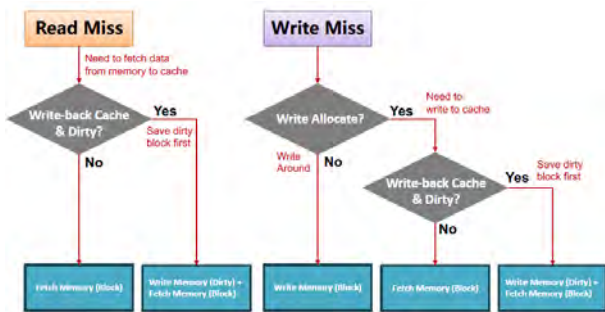 Read Miss
Need to fetch data
from memory to cache
Write-back Cache
& Dirty?
Yes
Save dirty
block first
No
Fetch Memory (Block)
Write Memory (Dirty) +
Fetch Memory (Block)
Write Miss
Write Allocate?
Yes
Need to
write to cache
Write
Around
No
Write-back Cache
& Dirty?
Yes
Save dirty
block first
No
Write Memory (Block)
Fetch Memory (Block)
Write Memory (Dirty) +
Fetch Memory (Block)